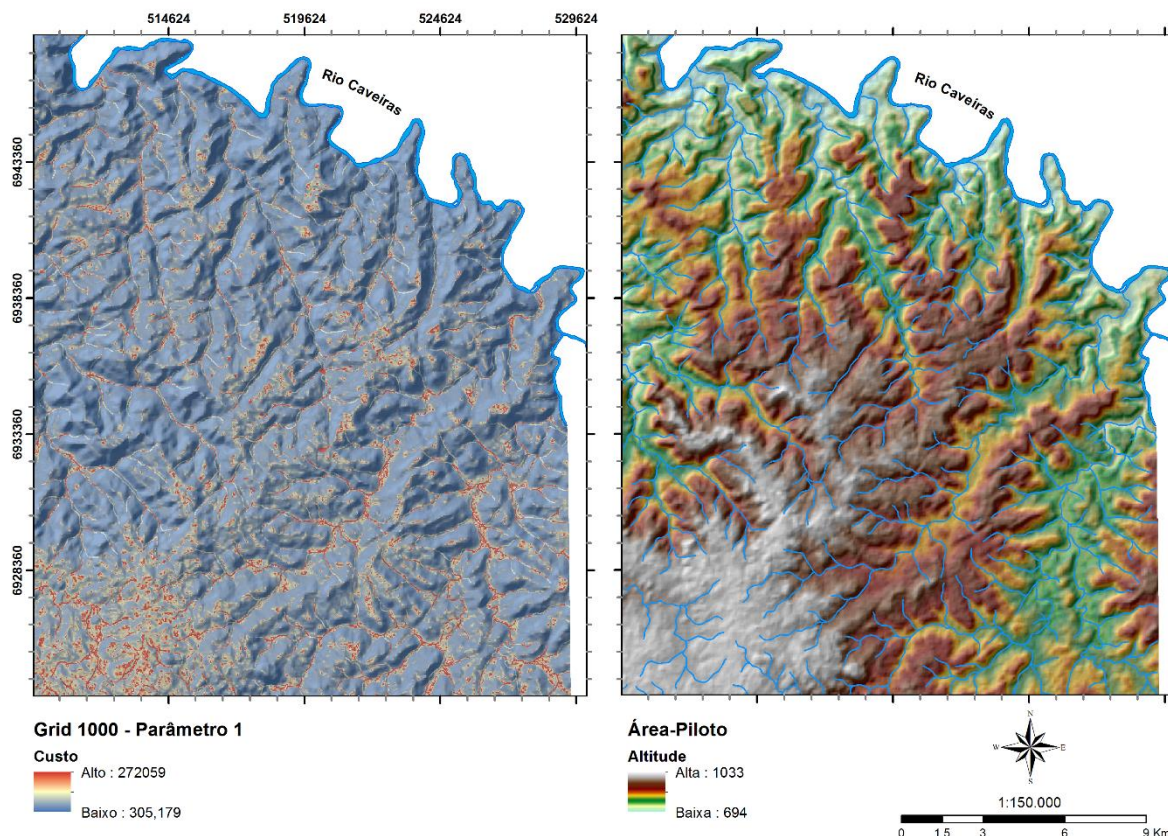 514624 519624 524624 529624
Rio Caveiras
Rio Caveiras
6943360
6938360
6933360
6928360
Grid 1000 - Parâmetro 1
Custo
Alto : 272059
Baixo : 305,179
Área-Piloto
Altitude
Alta : 1033
Baixa : 694
N
W E
S
1:150.000
0 1,5 3 6 9 Km